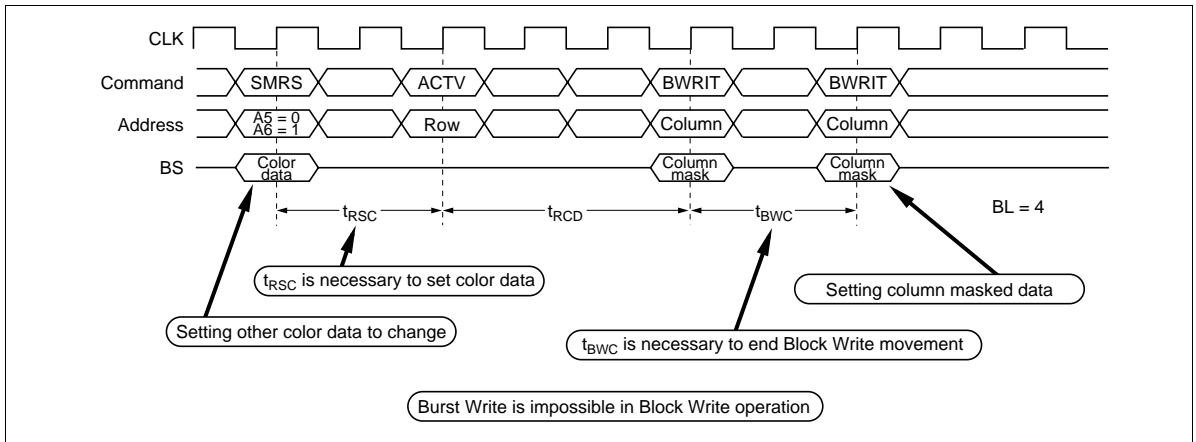 CLK
Command SMRS ACTV BWRIT BWRIT
Address A5 = 0 A6 = 1 Row Column Column
BS Color data Column mask Column mask
tRSC tRCD tBWC BL = 4
tRSC is necessary to set color data
Setting column masked data
Setting other color data to change
tBWC is necessary to end Block Write movement
Burst Write is impossible in Block Write operation